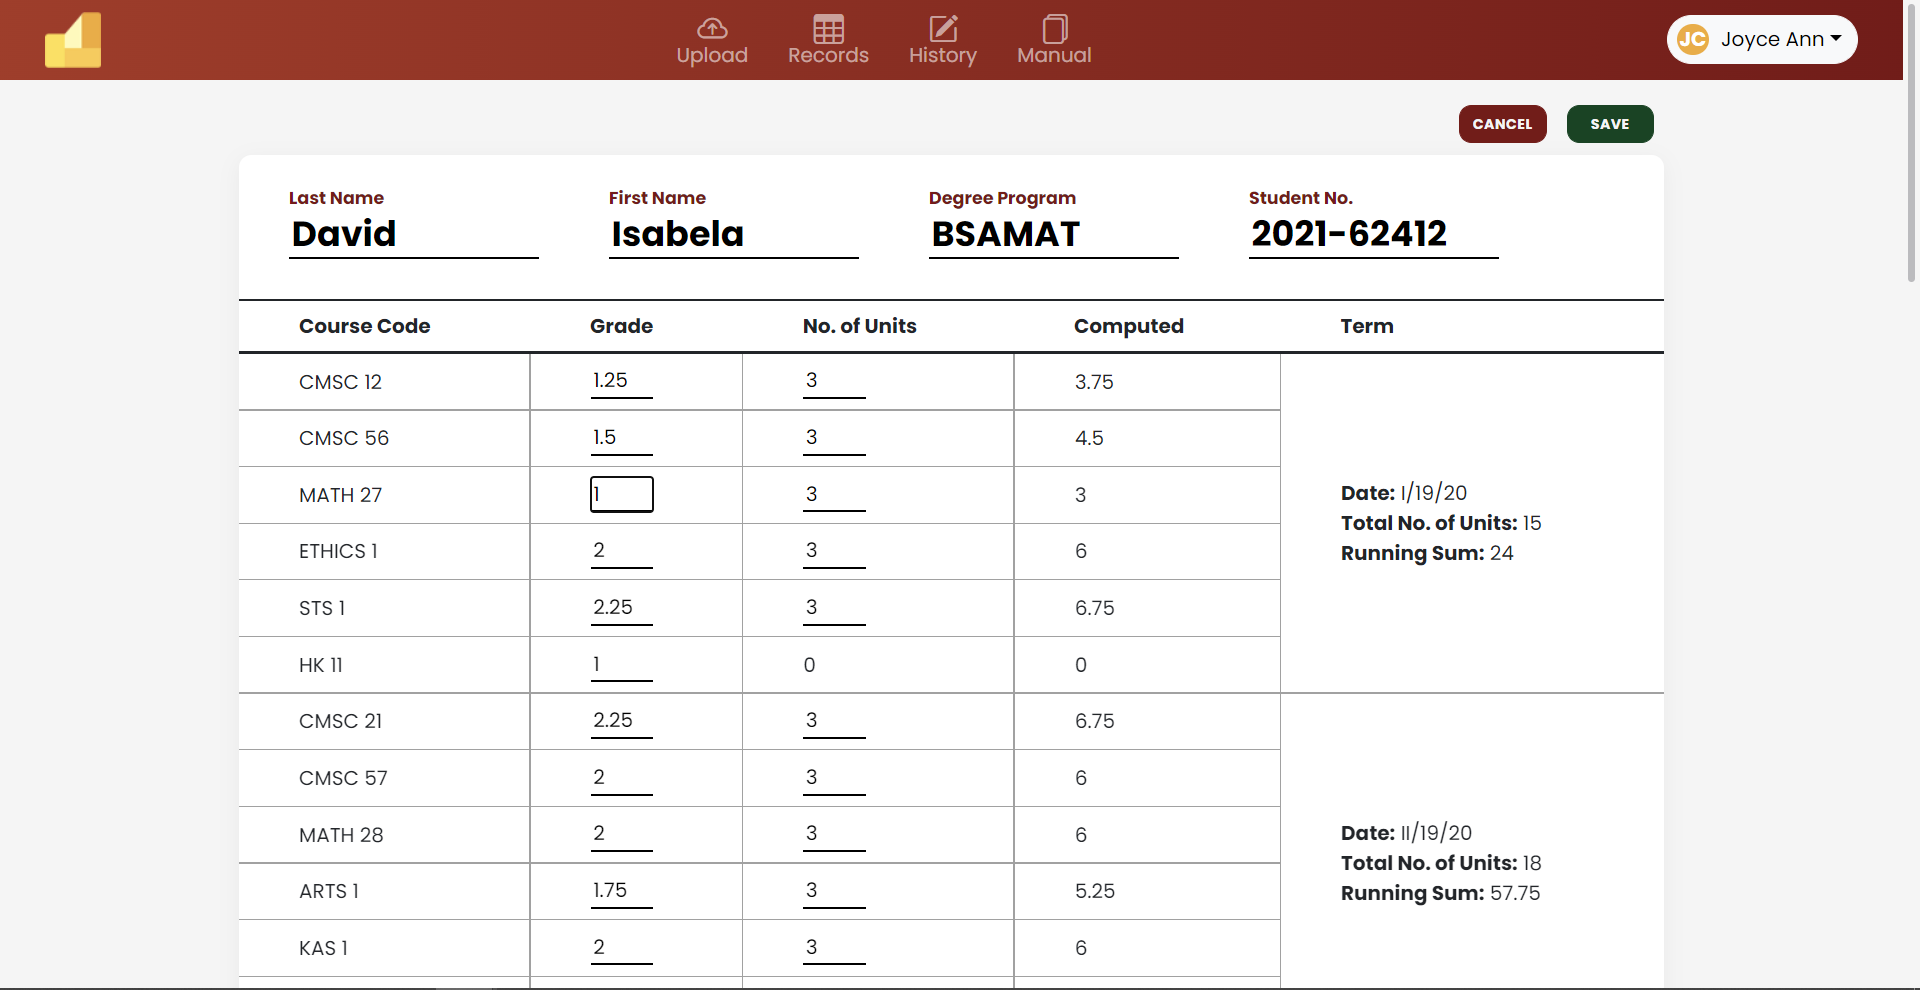 Upload Records History Manual
JC Joyce Ann
CANCEL SAVE
Last Name First Name Degree Program Student No.
David Isabela BSAMAT 2021-62412
Course Code Grade No. of Units Computed Term
CMSC 12 1.25 3 3.75
CMSC 56 1.5 3 4.5
MATH 27 1 3 3
Date: I/19/20
Total No. of Units: 15
Running Sum: 24
ETHICS 1 2 3 6
STS 1 2.25 3 6.75
HK 11 1 0 0
CMSC 21 2.25 3 6.75
CMSC 57 2 3 6
MATH 28 2 3 6
Date: II/19/20
Total No. of Units: 18
Running Sum: 57.75
ARTS 1 1.75 3 5.25
KAS 1 2 3 6